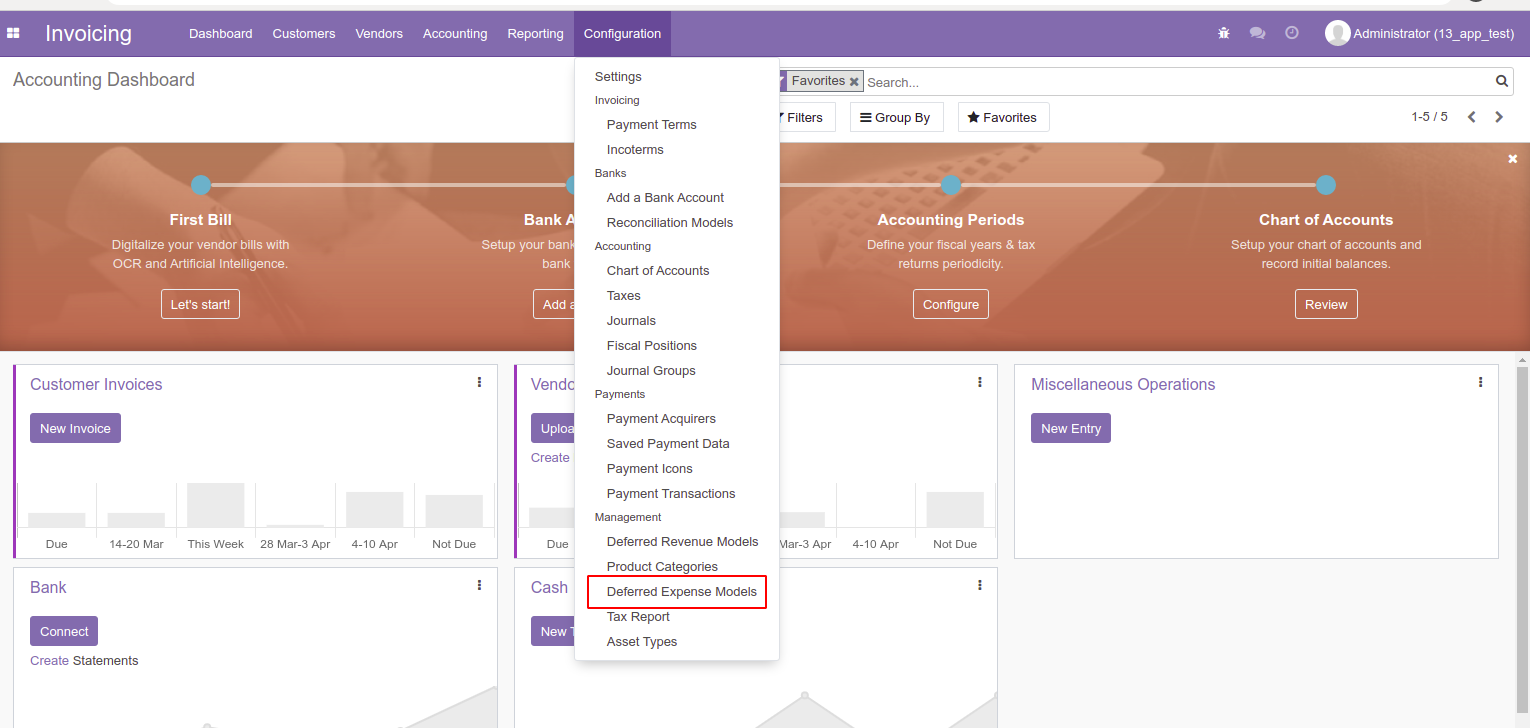 Invoicing
Dashboard Customers Vendors Accounting Reporting Configuration
Administrator (13_app_test)
Accounting Dashboard
Favorites
Search...
Filters
Group By
Favorites
1-5 / 5
Settings
Invoicing
Payment Terms
Incoterms
Banks
Add a Bank Account
Reconciliation Models
Accounting
Chart of Accounts
Taxes
Journals
Fiscal Positions
Journal Groups
Payments
Payment Acquirers
Saved Payment Data
Payment Icons
Payment Transactions
Management
Deferred Revenue Models
Product Categories
Deferred Expense Models
Tax Report
Asset Types
First Bill
Digitalize your vendor bills with
OCR and Artificial Intelligence.
Let's start!
Bank A
Setup your bank
bank
Add a
Accounting Periods
Define your fiscal years & tax
returns periodicity.
Configure
Chart of Accounts
Setup your chart of accounts and
record initial balances.
Review
Customer Invoices
New Invoice
Due 14-20 Mar This Week 28 Mar-3 Apr 4-10 Apr Not Due
Vendo
Uploa
Create
Due Mar-3 Apr 4-10 Apr Not Due
Miscellaneous Operations
New Entry
Bank
Connect
Create Statements
Cash
New T